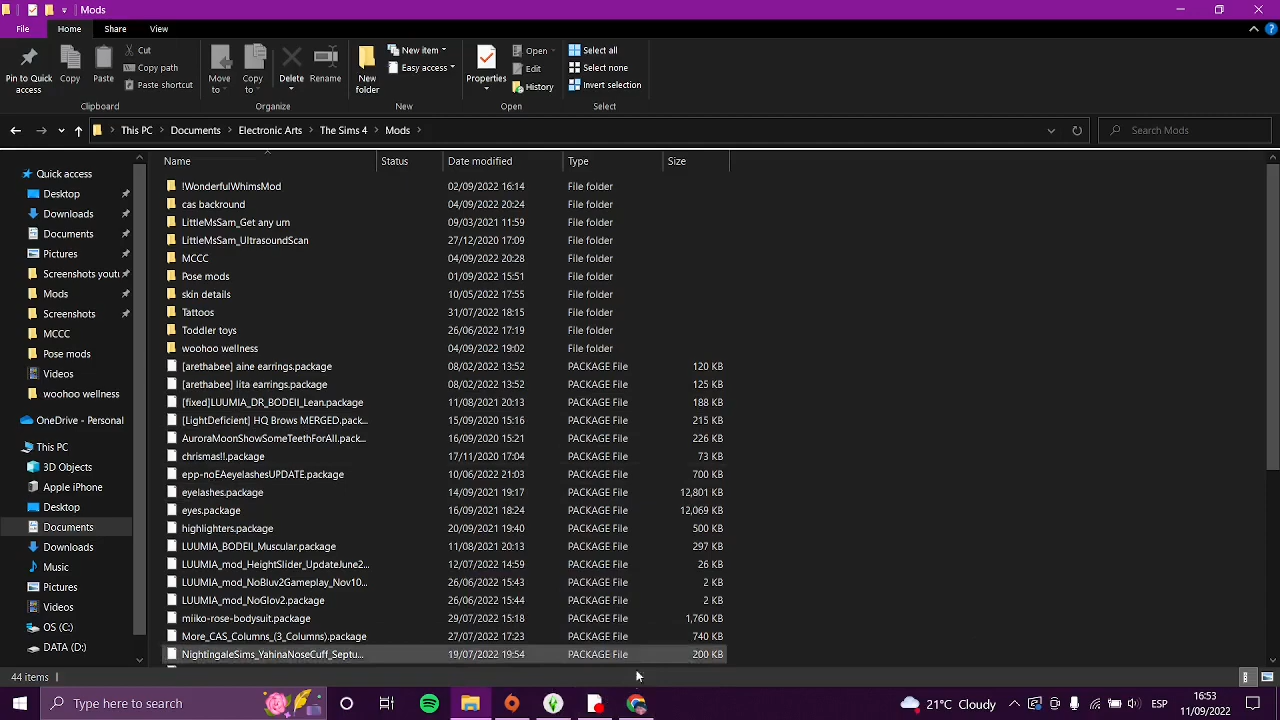 Mods
File Home Share View
Pin to Quick access
Copy
Paste
Cut
Copy path
Paste shortcut
Clipboard
Move to
Copy to
Delete
Rename
Organize
New folder
New item
Easy access
New
Properties
Open
Edit
History
Open
Select all
Select none
Invert selection
Select
This PC Documents Electronic Arts The Sims 4 Mods
Search Mods
Quick access
Desktop
Downloads
Documents
Pictures
Screenshots youtu
Mods
Screenshots
MCCC
Pose mods
Videos
woohoo wellness
OneDrive - Personal
This PC
3D Objects
Apple iPhone
Desktop
Documents
Downloads
Music
Pictures
Videos
OS (C:)
DATA (D:)
Name Status Date modified Type Size
!WonderfulWhimsMod 02/09/2022 16:14 File folder
cas backround 04/09/2022 20:24 File folder
LittleMsSam_Get any um 09/03/2021 11:59 File folder
LittleMsSam_UltrasoundScan 27/12/2020 17:09 File folder
MCCC 04/09/2022 20:28 File folder
Pose mods 01/09/2022 15:51 File folder
skin details 10/05/2022 17:55 File folder
Tattoos 31/07/2022 18:15 File folder
Toddler toys 26/06/2022 17:19 File folder
woohoo wellness 04/09/2022 19:02 File folder
[arethabee] aine earrings.package 08/02/2022 13:52 PACKAGE File 120 KB
[arethabee] lita earrings.package 08/02/2022 13:52 PACKAGE File 125 KB
[fixed]LUUMIA_DR_BODEII_Lean.package 11/08/2021 20:13 PACKAGE File 188 KB
[LightDeficient] HQ Brows MERGED.pack... 15/09/2020 15:16 PACKAGE File 215 KB
AuroraMoonShowSomeTeethForAll.pack... 16/09/2020 15:21 PACKAGE File 226 KB
chrismas!!.package 17/11/2020 17:04 PACKAGE File 73 KB
epp-noEAeyelashesUPDATE.package 10/06/2022 21:03 PACKAGE File 700 KB
eyelashes.package 14/09/2021 19:17 PACKAGE File 12,801 KB
eyes.package 16/09/2021 18:24 PACKAGE File 12,069 KB
highlighters.package 20/09/2021 19:40 PACKAGE File 500 KB
LUUMIA_BODEII_Muscular.package 11/08/2021 20:13 PACKAGE File 297 KB
LUUMIA_mod_HeightSlider_UpdateJune2... 12/07/2022 14:59 PACKAGE File 26 KB
LUUMIA_mod_NoBluv2Gameplay_Nov10... 26/06/2022 15:43 PACKAGE File 2 KB
LUUMIA_mod_NoGlov2.package 26/06/2022 15:44 PACKAGE File 2 KB
miiko-rose-bodysuit.package 29/07/2022 15:18 PACKAGE File 1,760 KB
More_CAS_Columns_(3_Columns).package 27/07/2022 17:23 PACKAGE File 740 KB
NightingaleSims_YahinaNoseCuff_Septu... 19/07/2022 19:54 PACKAGE File 200 KB
44 items
Type here to search
21°C Cloudy
16:53
11/09/2022